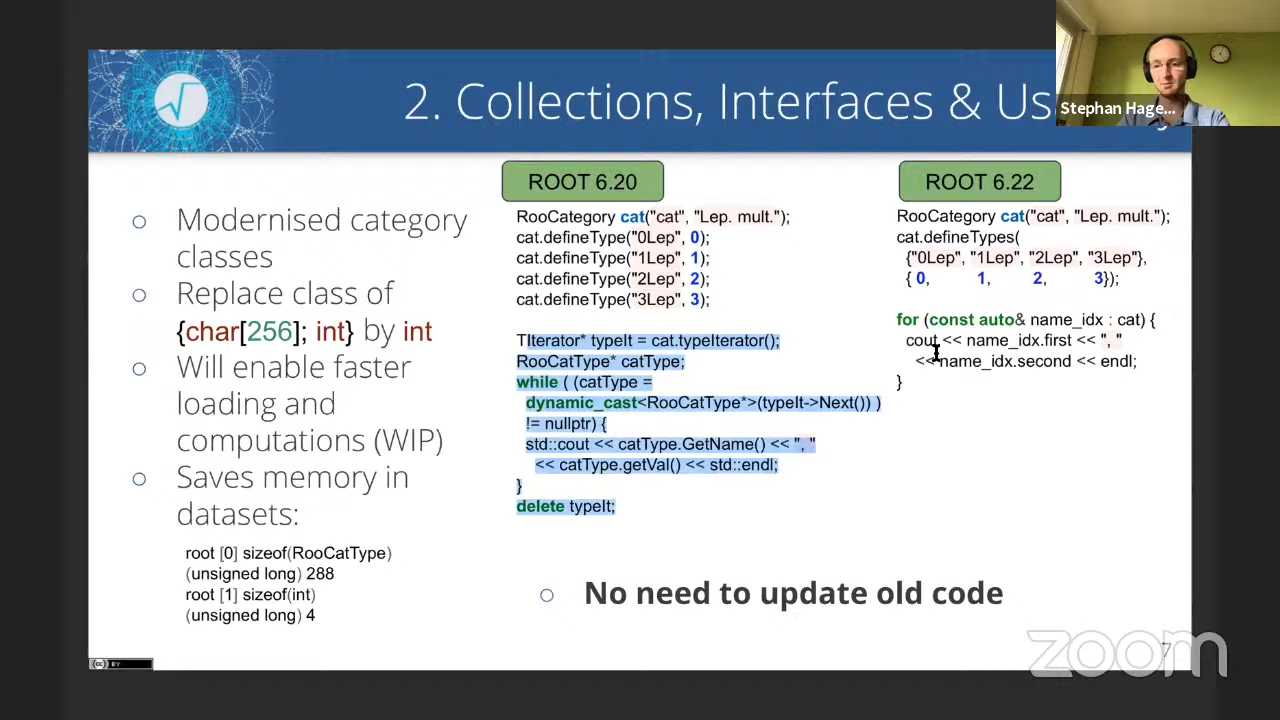 2. Collections, Interfaces & Us
Stephan Hage...
ROOT 6.20
ROOT 6.22
Modernised category
classes
Replace class of
{char[256]; int} by int
Will enable faster
loading and
computations (WIP)
Saves memory in
datasets:
root [0] sizeof(RooCatType)
(unsigned long) 288
root [1] sizeof(int)
(unsigned long) 4
RooCategory cat("cat", "Lep. mult.");
cat.defineType("0Lep", 0);
cat.defineType("1Lep", 1);
cat.defineType("2Lep", 2);
cat.defineType("3Lep", 3);
TIterator* typeIt = cat.typeIterator();
RooCatType* catType;
while ( (catType =
dynamic_cast<RooCatType*>(typeIt->Next()) )
!= nullptr) {
std::cout << catType.GetName() << ", "
<< catType.getVal() << std::endl;
}
delete typeIt;
RooCategory cat("cat", "Lep. mult.");
cat.defineTypes(
{"0Lep", "1Lep", "2Lep", "3Lep"},
{ 0, 1, 2, 3});
for (const auto& name_idx : cat) {
cout << name_idx.first << ", "
<< name_idx.second << endl;
}
No need to update old code
zoom
7
CC BY